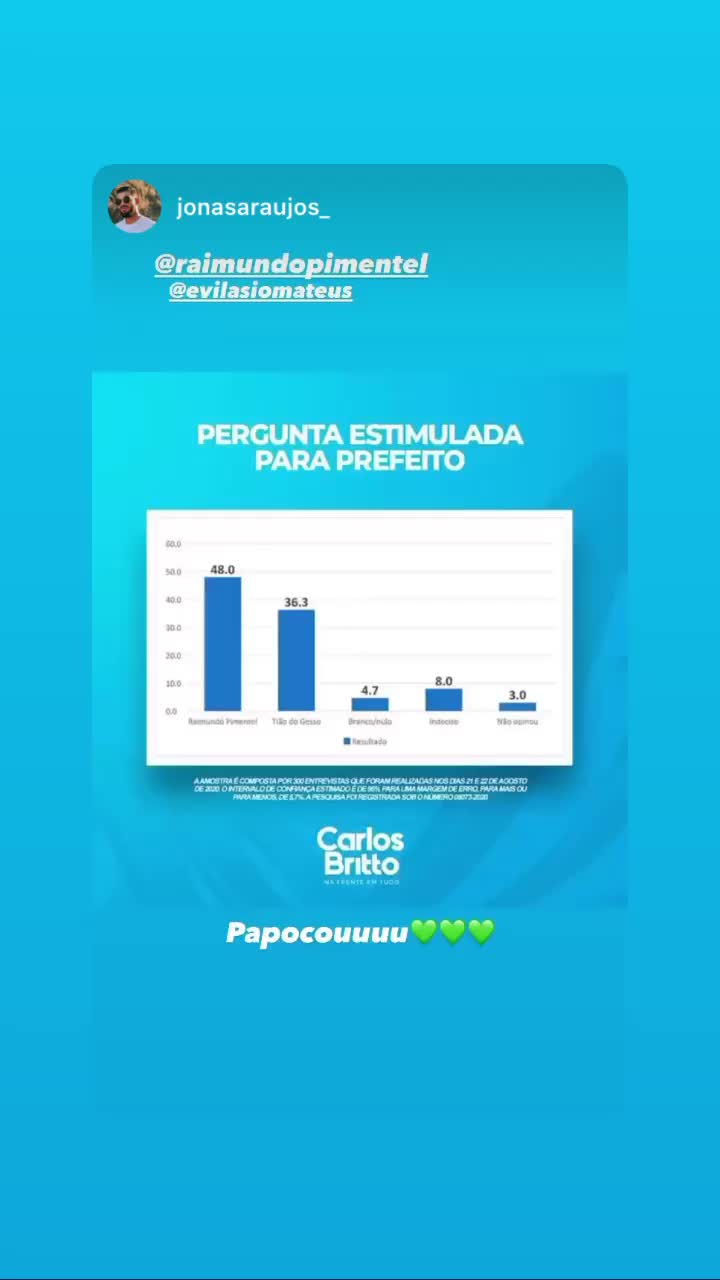 jonasaraujos_
@raimundopimentel
@evilasiomateus
PERGUNTA ESTIMULADA
PARA PREFEITO
60.0
50.0
40.0
30.0
20.0
10.0
0.0
48.0
36.3
4.7
8.0
3.0
Raimundo Pimentel
Tião do Gesso
Branco/nulo
Indeciso
Não opinou
Resultado
A AMOSTRA É COMPOSTA POR 300 ENTREVISTAS QUE FORAM REALIZADAS NOS DIAS 21 E 22 DE AGOSTO
DE 2020. O INTERVALO DE CONFIANÇA ESTIMADO É DE 95% PARA UMA MARGEM DE ERRO, PARA MAIS OU
PARA MENOS, DE 5,7%. A PESQUISA FOI REGISTRADA SOB O NÚMERO
Carlos
Britto
NA FRENTE EM TUDO
Papocouuuu💚💚💚